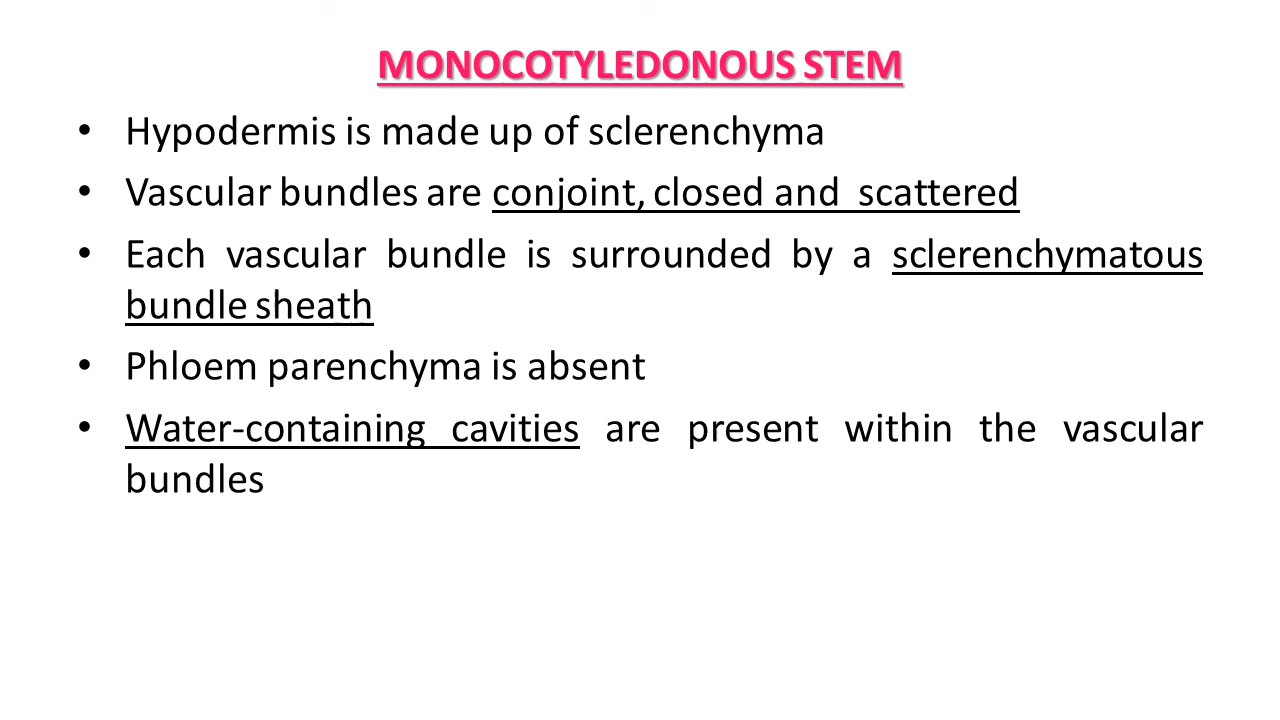 MONOCOTYLEDONOUS STEM
• Hypodermis is made up of sclerenchyma
• Vascular bundles are conjoint, closed and scattered
• Each vascular bundle is surrounded by a sclerenchymatous
bundle sheath
• Phloem parenchyma is absent
• Water-containing cavities are present within the vascular
bundles